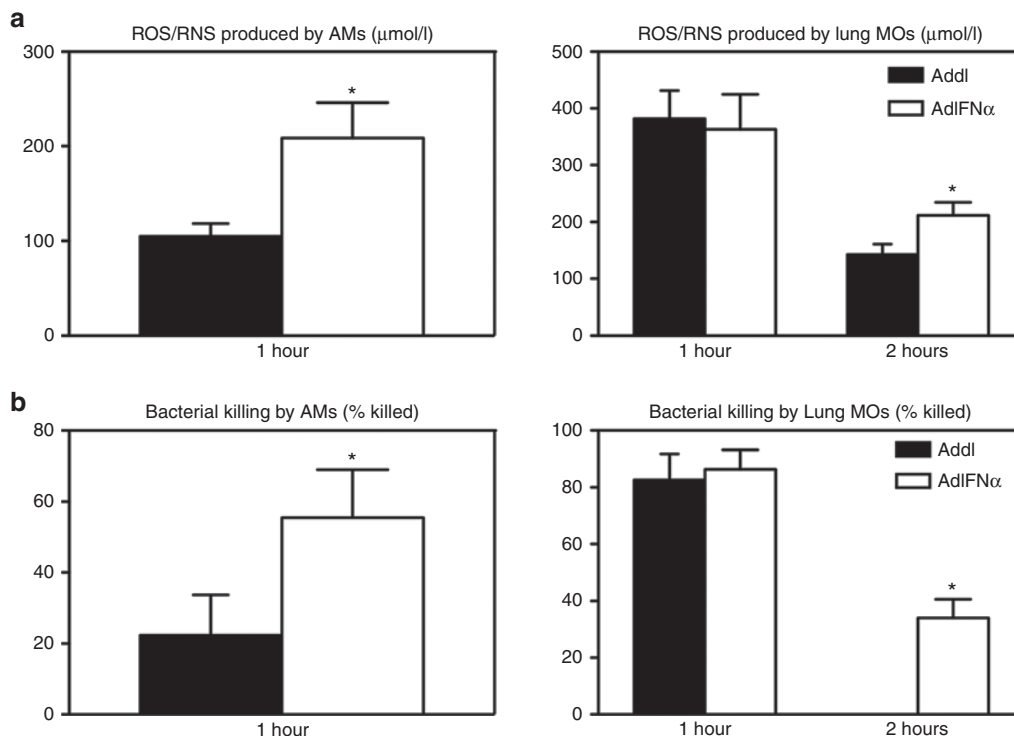 a
ROS/RNS produced by AMs (μmol/l)
300
200
100
0
*
1 hour
ROS/RNS produced by lung MOs (μmol/l)
500
400
300
200
100
0
Addl
AdIFNα
*
1 hour
2 hours
b
Bacterial killing by AMs (% killed)
80
60
40
20
0
*
1 hour
Bacterial killing by Lung MOs (% killed)
100
80
60
40
20
0
Addl
AdIFNα
*
1 hour
2 hours